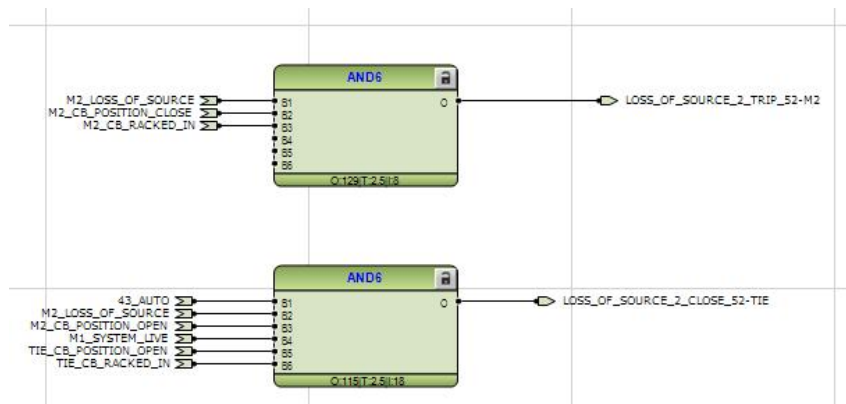 AND6
M2_LOSS_OF_SOURCE
M2_CB_POSITION_CLOSE
M2_CB_RACKED_IN
B1
B2
B3
B4
B5
B6
O
LOSS_OF_SOURCE_2_TRIP_52-M2
O:129|T:2.5|I:8
AND6
43_AUTO
M2_LOSS_OF_SOURCE
M2_CB_POSITION_OPEN
M1_SYSTEM_LIVE
TIE_CB_POSITION_OPEN
TIE_CB_RACKED_IN
B1
B2
B3
B4
B5
B6
O
LOSS_OF_SOURCE_2_CLOSE_52-TIE
O:115|T:2.5|I:18